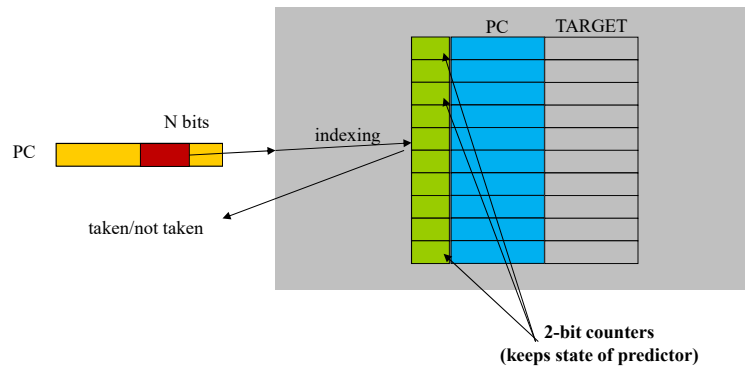 PC TARGET
N bits
indexing
PC
taken/not taken
2-bit counters
(keeps state of predictor)